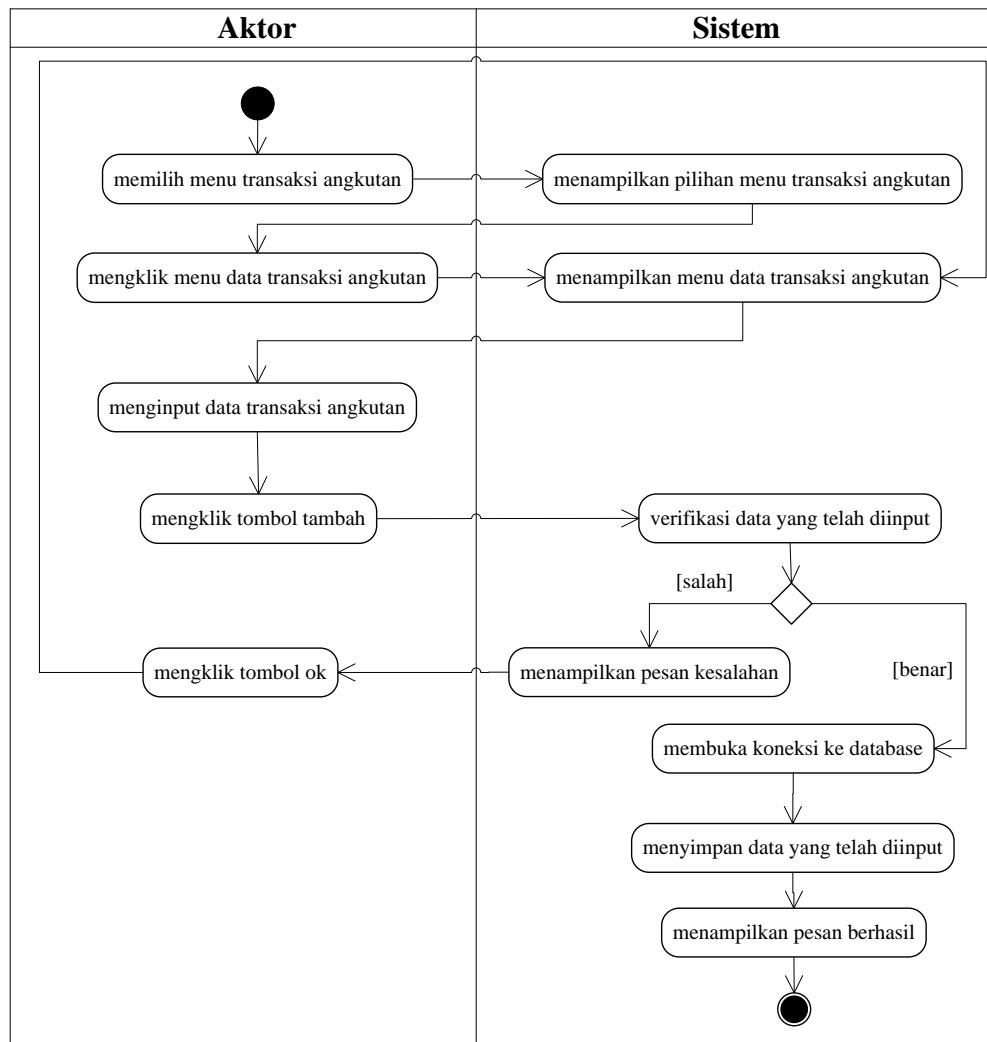 Aktor
Sistem
memilih menu transaksi angkutan
menampilkan pilihan menu transaksi angkutan
mengklik menu data transaksi angkutan
menampilkan menu data transaksi angkutan
menginput data transaksi angkutan
mengklik tombol tambah
verifikasi data yang telah diinput
[salah]
mengklik tombol ok
menampilkan pesan kesalahan
[benar]
membuka koneksi ke database
menyimpan data yang telah diinput
menampilkan pesan berhasil